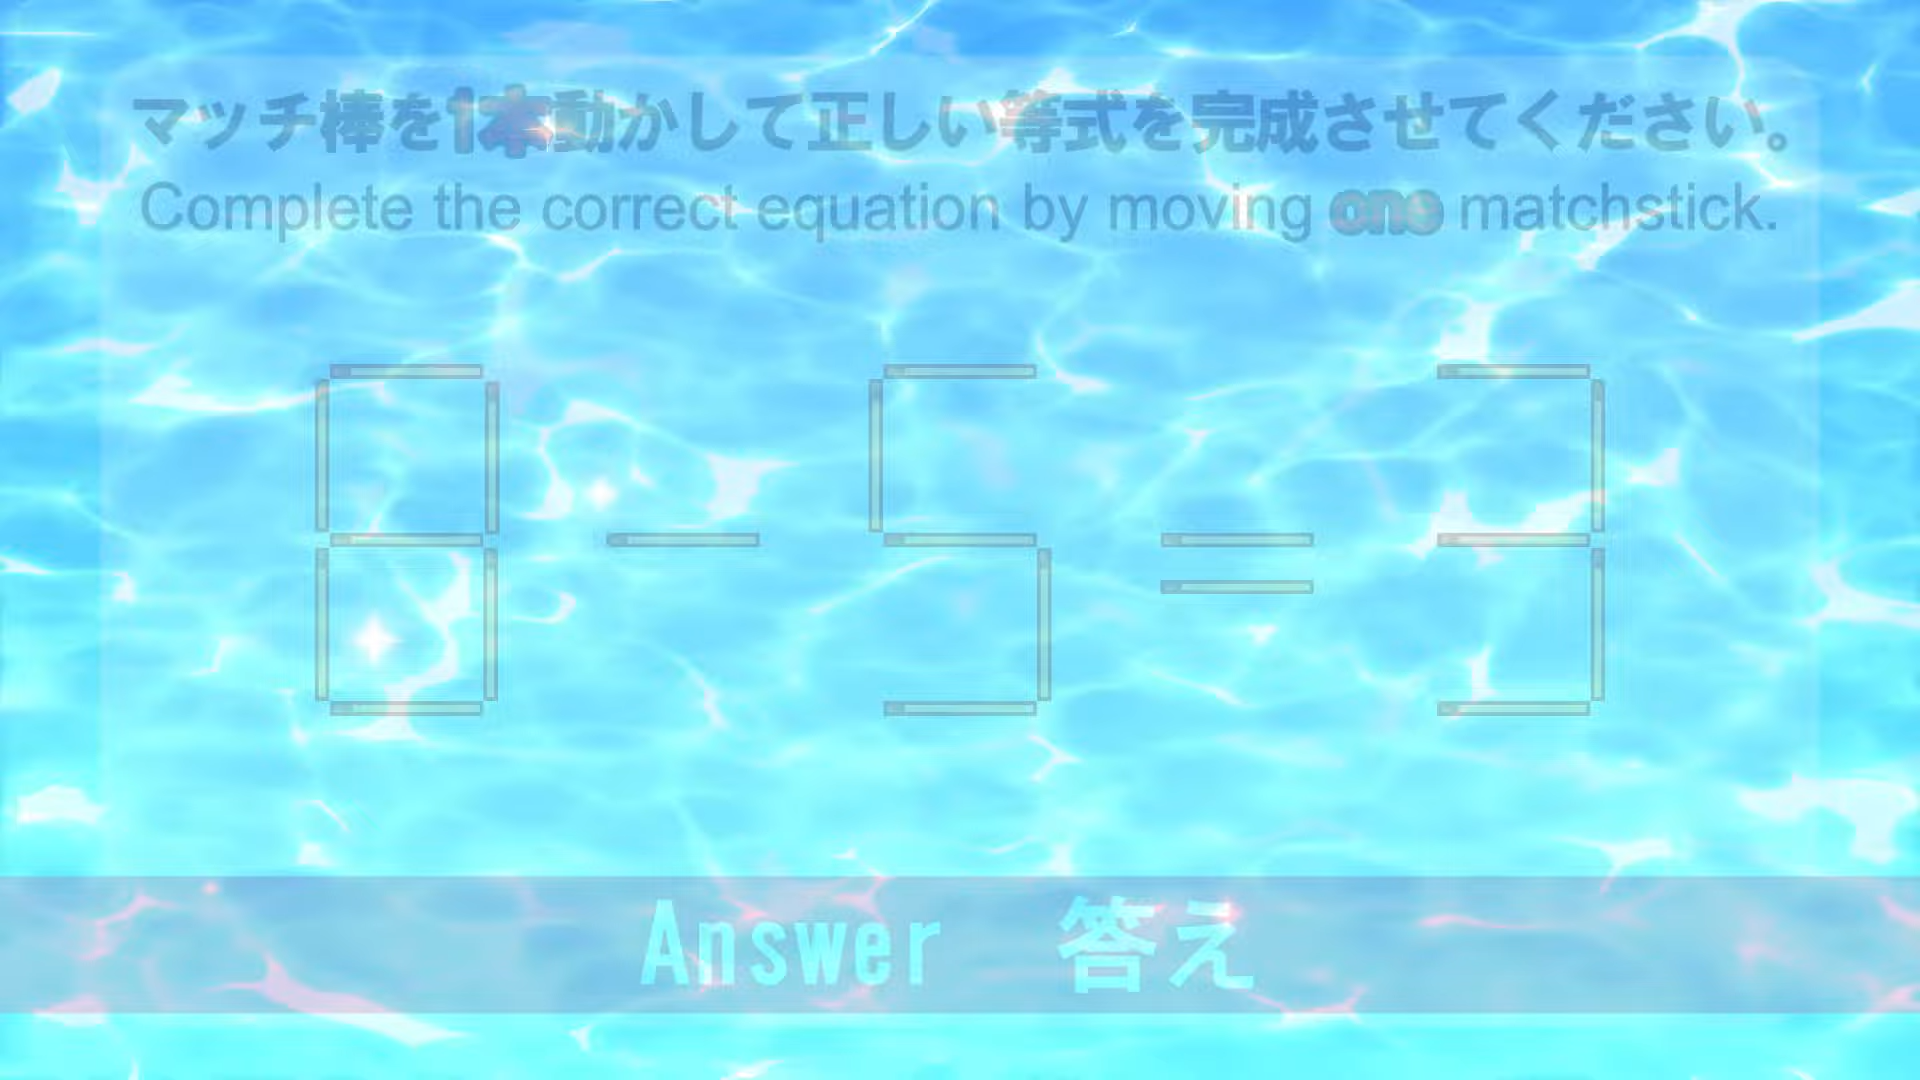 マッチ棒を1本動かして正しい等式を完成させてください。
Complete the correct equation by moving one matchstick.
8-5=3
Answer 答え